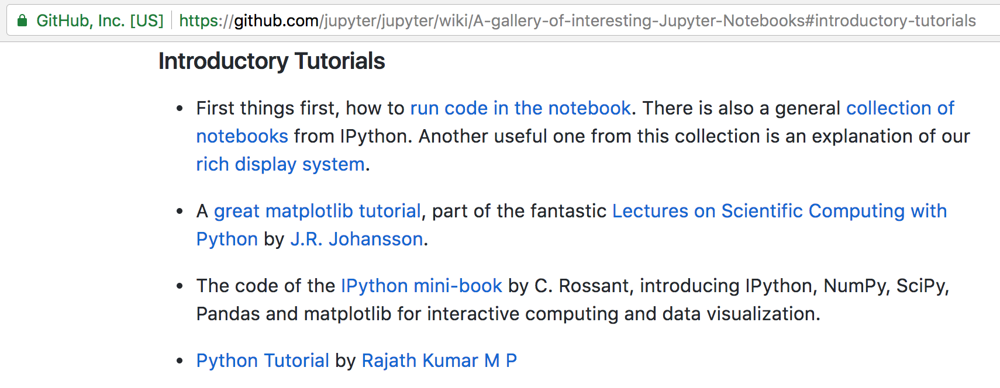 GitHub, Inc. [US] | https://github.com/jupyter/jupyter/wiki/A-gallery-of-interesting-Jupyter-Notebooks#introductory-tutorials
Introductory Tutorials
• First things first, how to run code in the notebook. There is also a general collection of
notebooks from IPython. Another useful one from this collection is an explanation of our
rich display system.
• A great matplotlib tutorial, part of the fantastic Lectures on Scientific Computing with
Python by J.R. Johansson.
• The code of the IPython mini-book by C. Rossant, introducing IPython, NumPy, SciPy,
Pandas and matplotlib for interactive computing and data visualization.
• Python Tutorial by Rajath Kumar M P